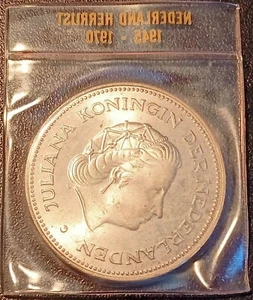 NEDERLAND HERRIJST
1945 - 1970
JULIANA KONINGIN DER NEDERLANDEN